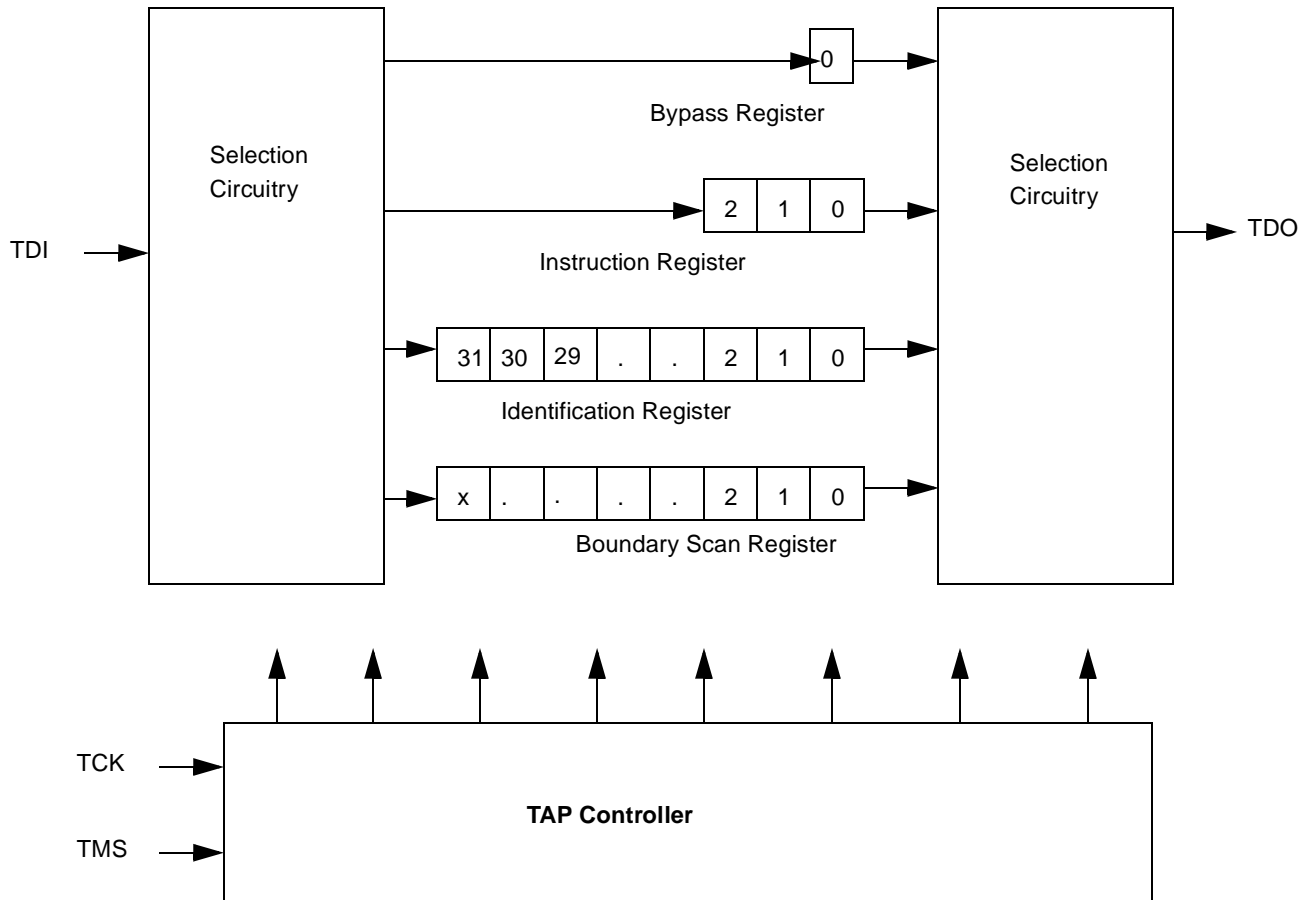 0
Bypass Register
Selection
Circuitry
Selection
Circuitry
2 1 0
TDI
TDO
Instruction Register
31 30 29 . . 2 1 0
Identification Register
x . . . . 2 1 0
Boundary Scan Register
TCK
TAP Controller
TMS